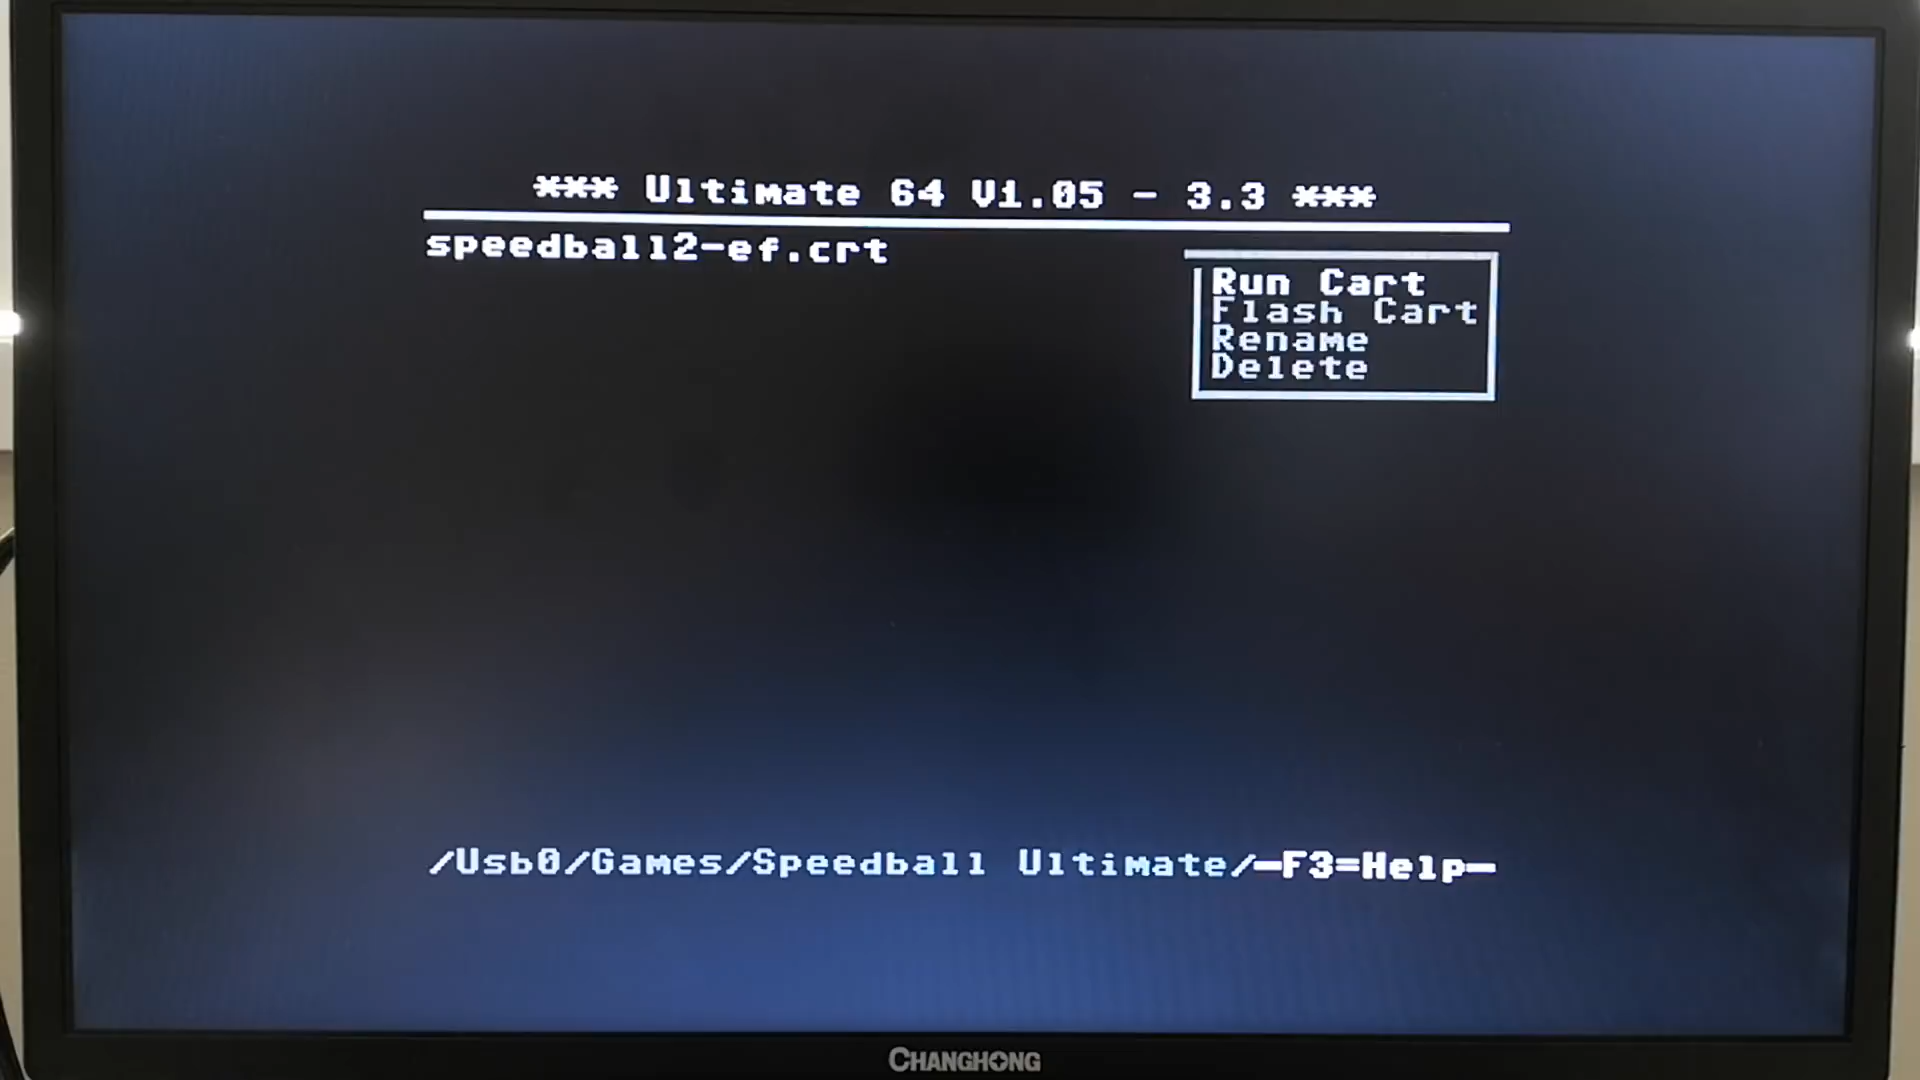 *** Ultimate 64 V1.05 - 3.3 ***
speedball2-ef.crt
Run Cart
Flash Cart
Rename
Delete
/Usb0/Games/Speedball Ultimate/-F3=Help-
CHANGHONG